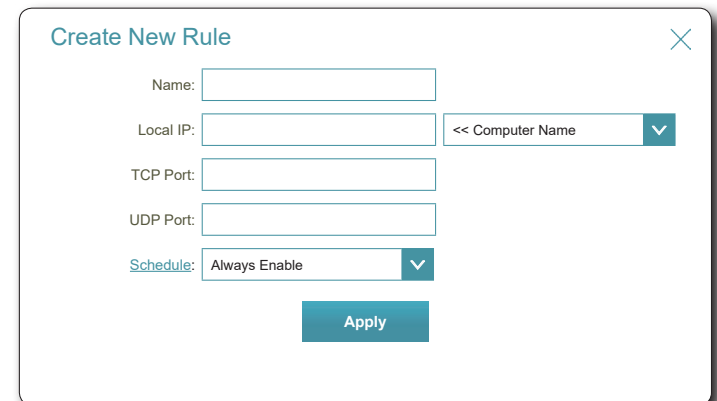 Create New Rule
Name:
Local IP: << Computer Name
TCP Port:
UDP Port:
Schedule: Always Enable
Apply